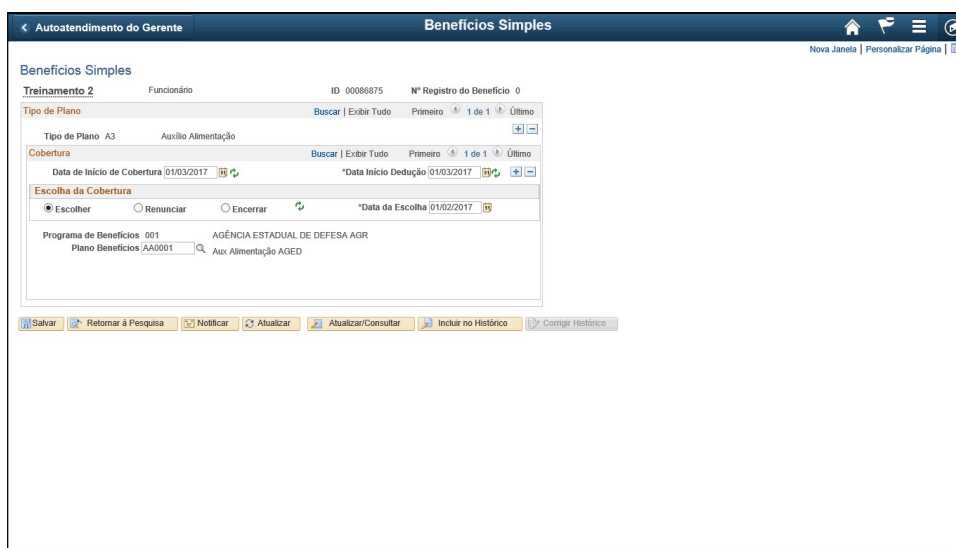 Autoatendimento do Gerente
Benefícios Simples
Nova Janela | Personalizar Página |
Benefícios Simples
Treinamento 2 Funcionário ID 00086875 Nº Registro do Benefício 0
Tipo de Plano Buscar | Exibir Tudo Primeiro 1 de 1 Último
Tipo de Plano A3 Auxílio Alimentação
Cobertura Buscar | Exibir Tudo Primeiro 1 de 1 Último
Data de Início de Cobertura 01/03/2017 *Data Início Dedução 01/03/2017
Escolha da Cobertura
Escolher Renunciar Encerrar *Data da Escolha 01/02/2017
Programa de Benefícios 001 AGÊNCIA ESTADUAL DE DEFESA AGR
Plano Benefícios AA0001 Aux Alimentação AGED
Salvar Retornar à Pesquisa Notificar Atualizar Atualizar/Consultar Incluir no Histórico Corrigir Histórico